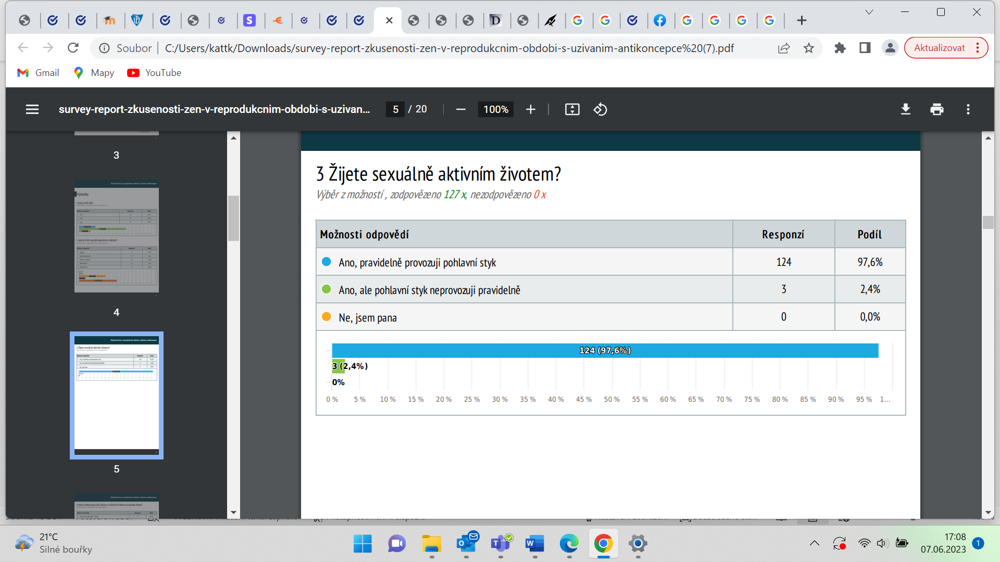 Soubor
C:/Users/kattk/Downloads/survey-report-zkusenosti-zen-v-reprodukcnim-obdobi-s-uzivanim-antikoncepce%20(7).pdf
Aktualizovat
Gmail
Mapy
YouTube
survey-report-zkusenosti-zen-v-reprodukcnim-obdobi-s-uzivan...
5 / 20
100%
3
4
5
3 Žijete sexuálně aktivním životem?
Výběr z možností , zodpovězeno 127 x, nezodpovězeno 0 x
Možnosti odpovědí Responzí Podíl
Ano, pravidelně provozuji pohlavní styk 124 97,6%
Ano, ale pohlavní styk neprovozuji pravidelně 3 2,4%
Ne, jsem pana 0 0,0%
124 (97,6%)
3 (2,4%)
0%
0 % 5 % 10 % 15 % 20 % 25 % 30 % 35 % 40 % 45 % 50 % 55 % 60 % 65 % 70 % 75 % 80 % 85 % 90 % 95 % 1...
21°C
Silné bouřky
17:08
07.06.2023
1